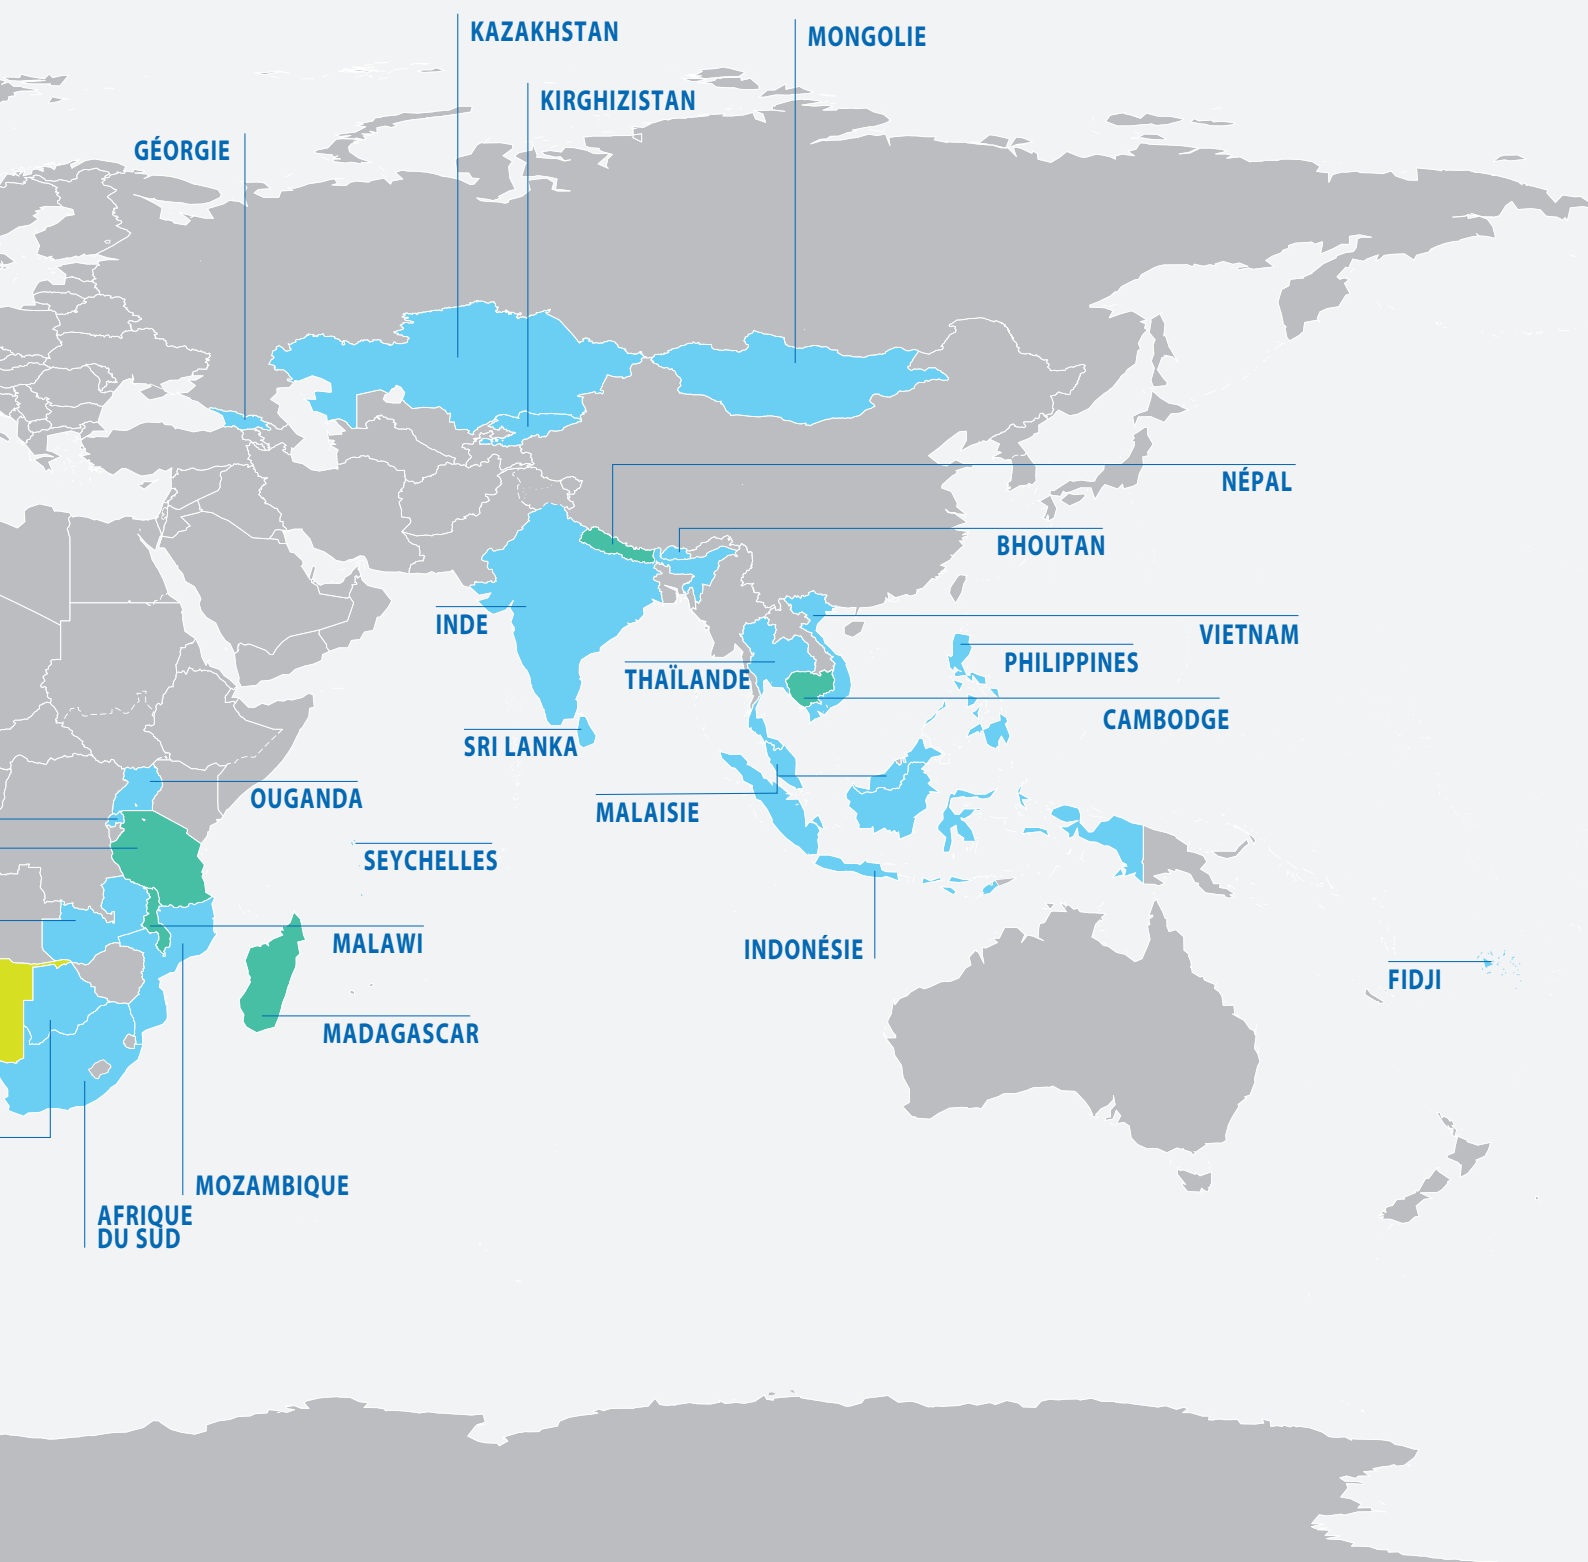 KAZAKHSTAN
MONGOLIE
KIRGHIZISTAN
GÉORGIE
NÉPAL
BHOUTAN
INDE
VIETNAM
PHILIPPINES
THAÏLANDE
CAMBODGE
SRI LANKA
OUGANDA
MALAISIE
SEYCHELLES
MALAWI
INDONÉSIE
FIDJI
MADAGASCAR
MOZAMBIQUE
AFRIQUE
DU SUD